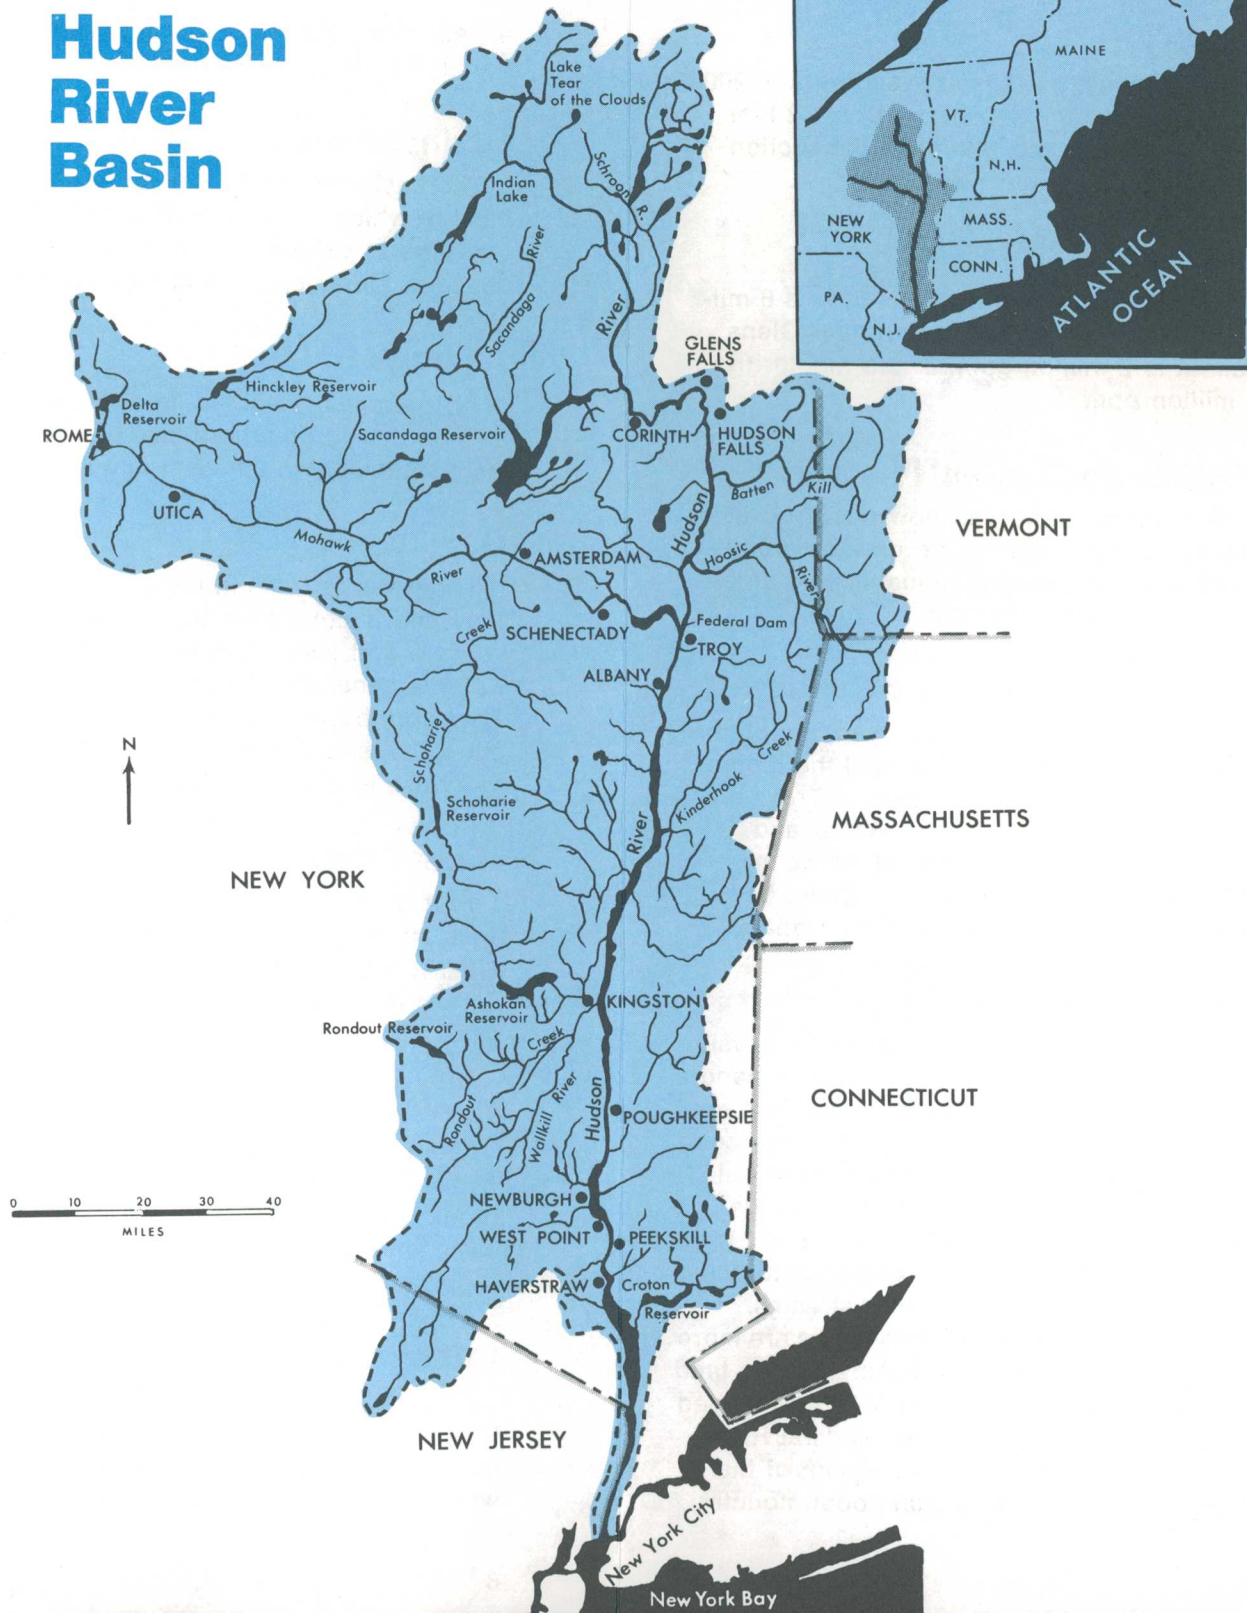 Hudson
River
Basin
Lake
Tear
of the Clouds
MAINE
VT.
N.H.
NEW
YORK
MASS.
CONN.
PA.
N.J.
ATLANTIC
OCEAN
Schroon R.
Indian
Lake
River
Sacandaga
River
GLENS
FALLS
Hinckley Reservoir
Delta
Reservoir
ROME
Sacandaga Reservoir
CORINTH
HUDSON
FALLS
Batten Kill
UTICA
Hudson
VERMONT
Mohawk
AMSTERDAM
Hoosic
River
River
Creek
SCHENECTADY
Federal Dam
TROY
ALBANY
N
Schoharie
Creek
Kinderhook
Schoharie
Reservoir
River
MASSACHUSETTS
NEW YORK
Ashokan
Reservoir
KINGSTON
Rondout Reservoir
Creek
Rondout
River
Wallkill
Hudson
CONNECTICUT
POUGHKEEPSIE
0 10 20 30 40
MILES
NEWBURGH
WEST POINT
PEEKSKILL
HAVERSTRAW
Croton
Reservoir
NEW JERSEY
New York City
New York Bay